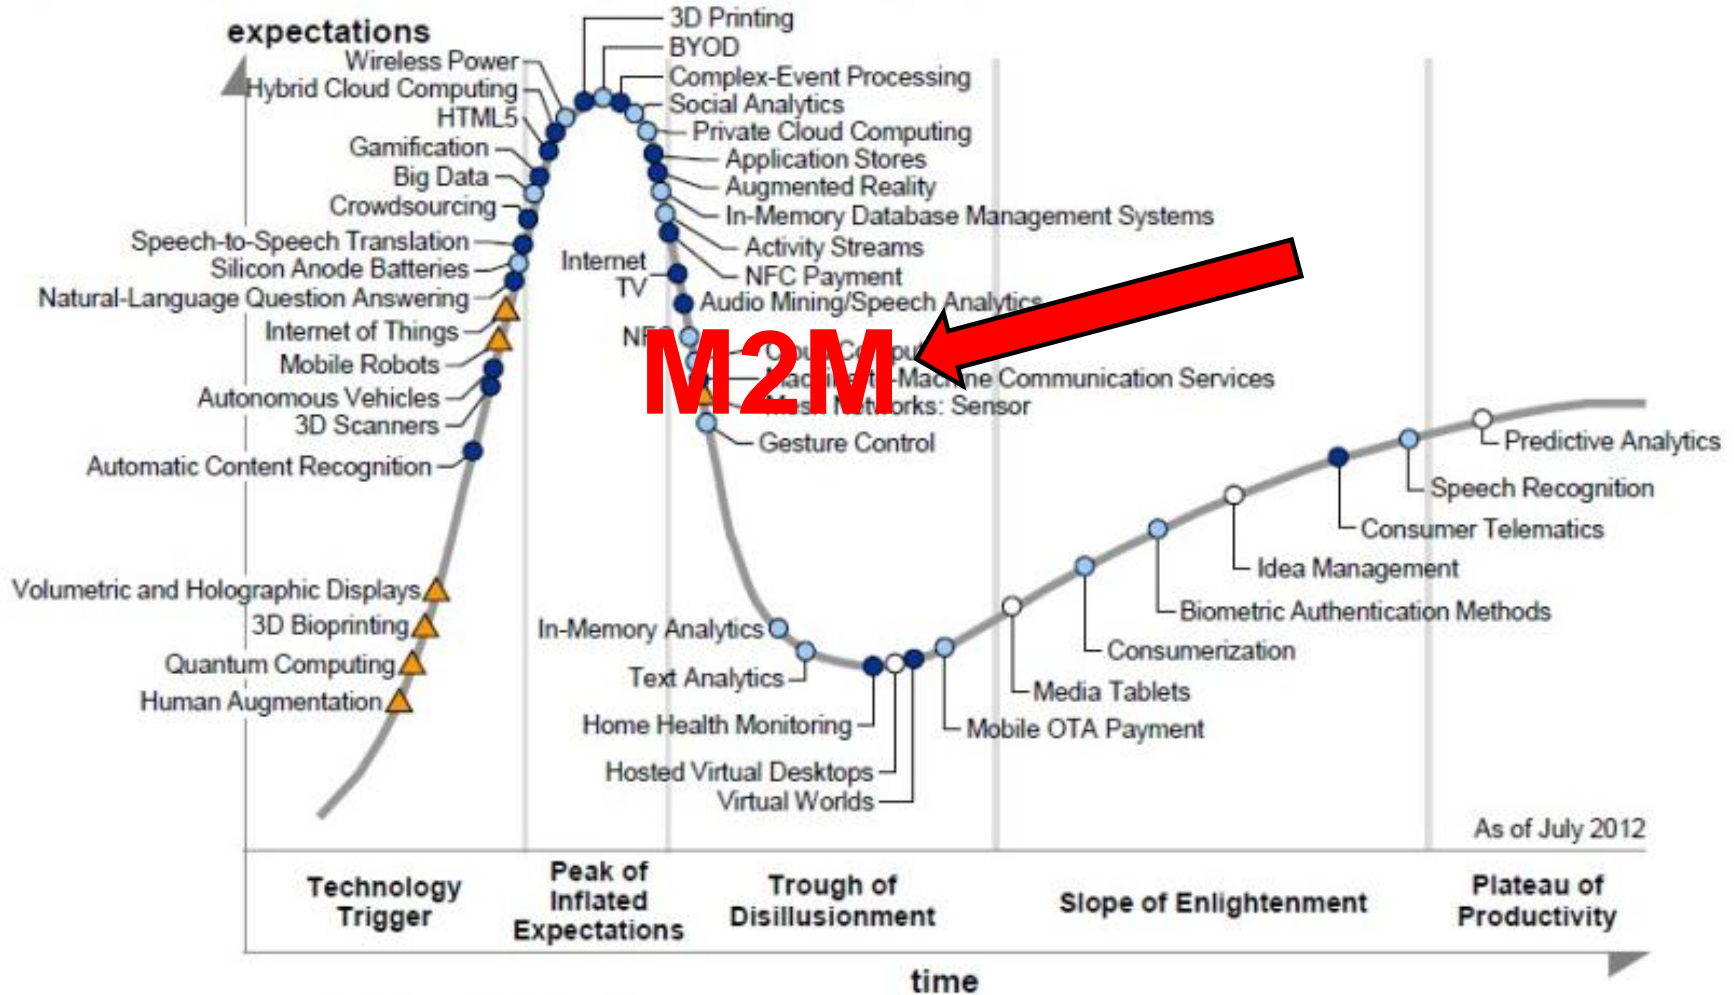 expectations
3D Printing
BYOD
Wireless Power
Complex-Event Processing
Hybrid Cloud Computing
Social Analytics
HTML5
Private Cloud Computing
Gamification
Application Stores
Big Data
Augmented Reality
Crowdsourcing
In-Memory Database Management Systems
Speech-to-Speech Translation
Activity Streams
Silicon Anode Batteries
Internet
TV
NFC Payment
Natural-Language Question Answering
Audio Mining/Speech Analytics
Internet of Things
M2M
Mobile Robots
Communication Services
Autonomous Vehicles
Networks: Sensor
3D Scanners
Gesture Control
Automatic Content Recognition
Predictive Analytics
Speech Recognition
Consumer Telematics
Idea Management
Volumetric and Holographic Displays
Biometric Authentication Methods
3D Bioprinting
In-Memory Analytics
Consumerization
Quantum Computing
Text Analytics
Media Tablets
Human Augmentation
Home Health Monitoring
Mobile OTA Payment
Hosted Virtual Desktops
Virtual Worlds
As of July 2012
Technology
Trigger
Peak of
Inflated
Expectations
Trough of
Disillusionment
Slope of Enlightenment
Plateau of
Productivity
time